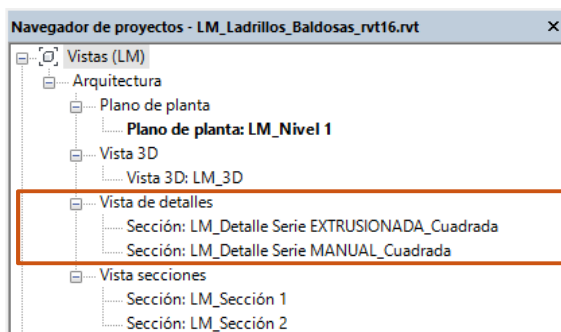 Navegador de proyectos - LM_Ladrillos_Baldosas_rvt16.rvt
Vistas (LM)
Arquitectura
Plano de planta
Plano de planta: LM_Nivel 1
Vista 3D
Vista 3D: LM_3D
Vista de detalles
Sección: LM_Detalle Serie EXTRUSIONADA_Cuadrada
Sección: LM_Detalle Serie MANUAL_Cuadrada
Vista secciones
Sección: LM_Sección 1
Sección: LM_Sección 2